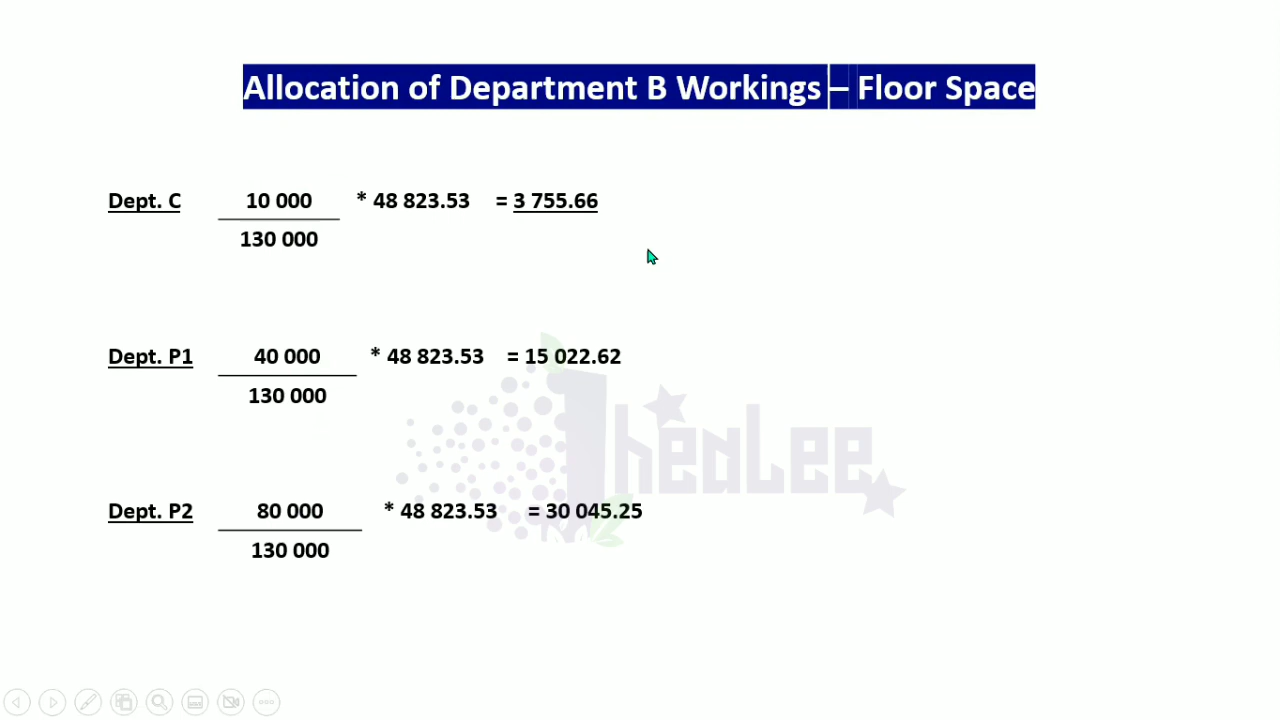 Allocation of Department B Workings – Floor Space
Dept. C 10 000 * 48 823.53 = 3 755.66
130 000
Dept. P1 40 000 * 48 823.53 = 15 022.62
130 000
TheaLee
Dept. P2 80 000 * 48 823.53 = 30 045.25
130 000